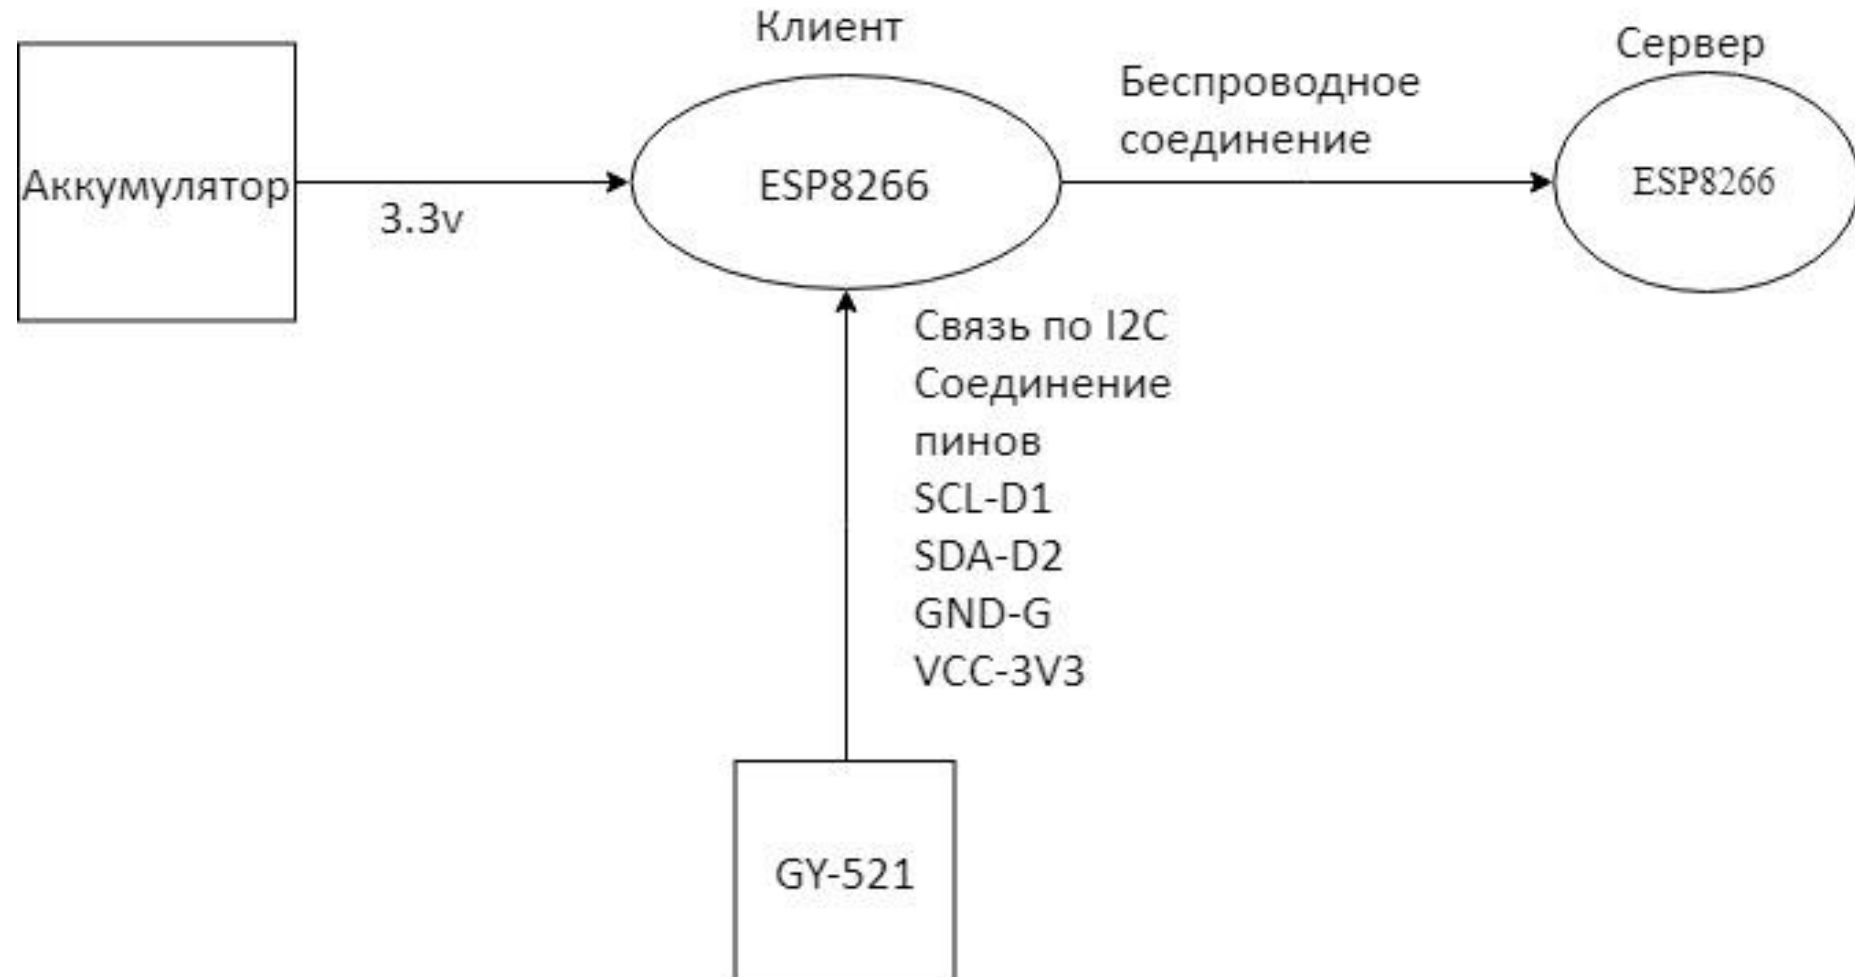 Клиент
Сервер
Беспроводное
соединение
Аккумулятор
3.3v
ESP8266
ESP8266
Связь по I2C
Соединение
пинов
SCL-D1
SDA-D2
GND-G
VCC-3V3
GY-521